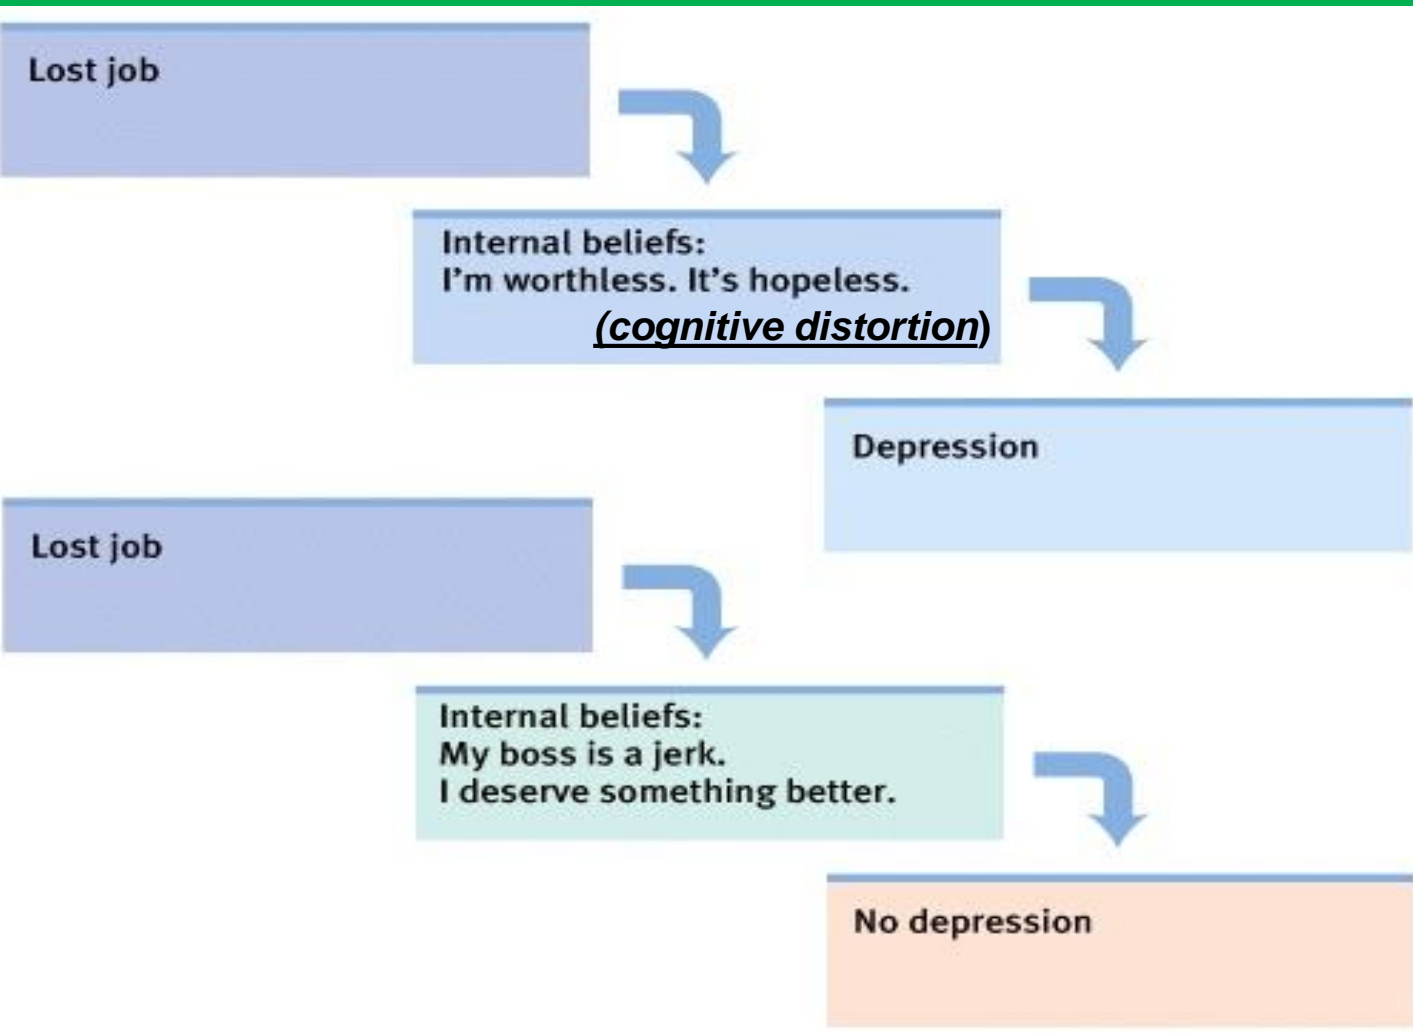 Lost job
Internal beliefs:
I'm worthless. It's hopeless.
(cognitive distortion)
Depression
Lost job
Internal beliefs:
My boss is a jerk.
I deserve something better.
No depression